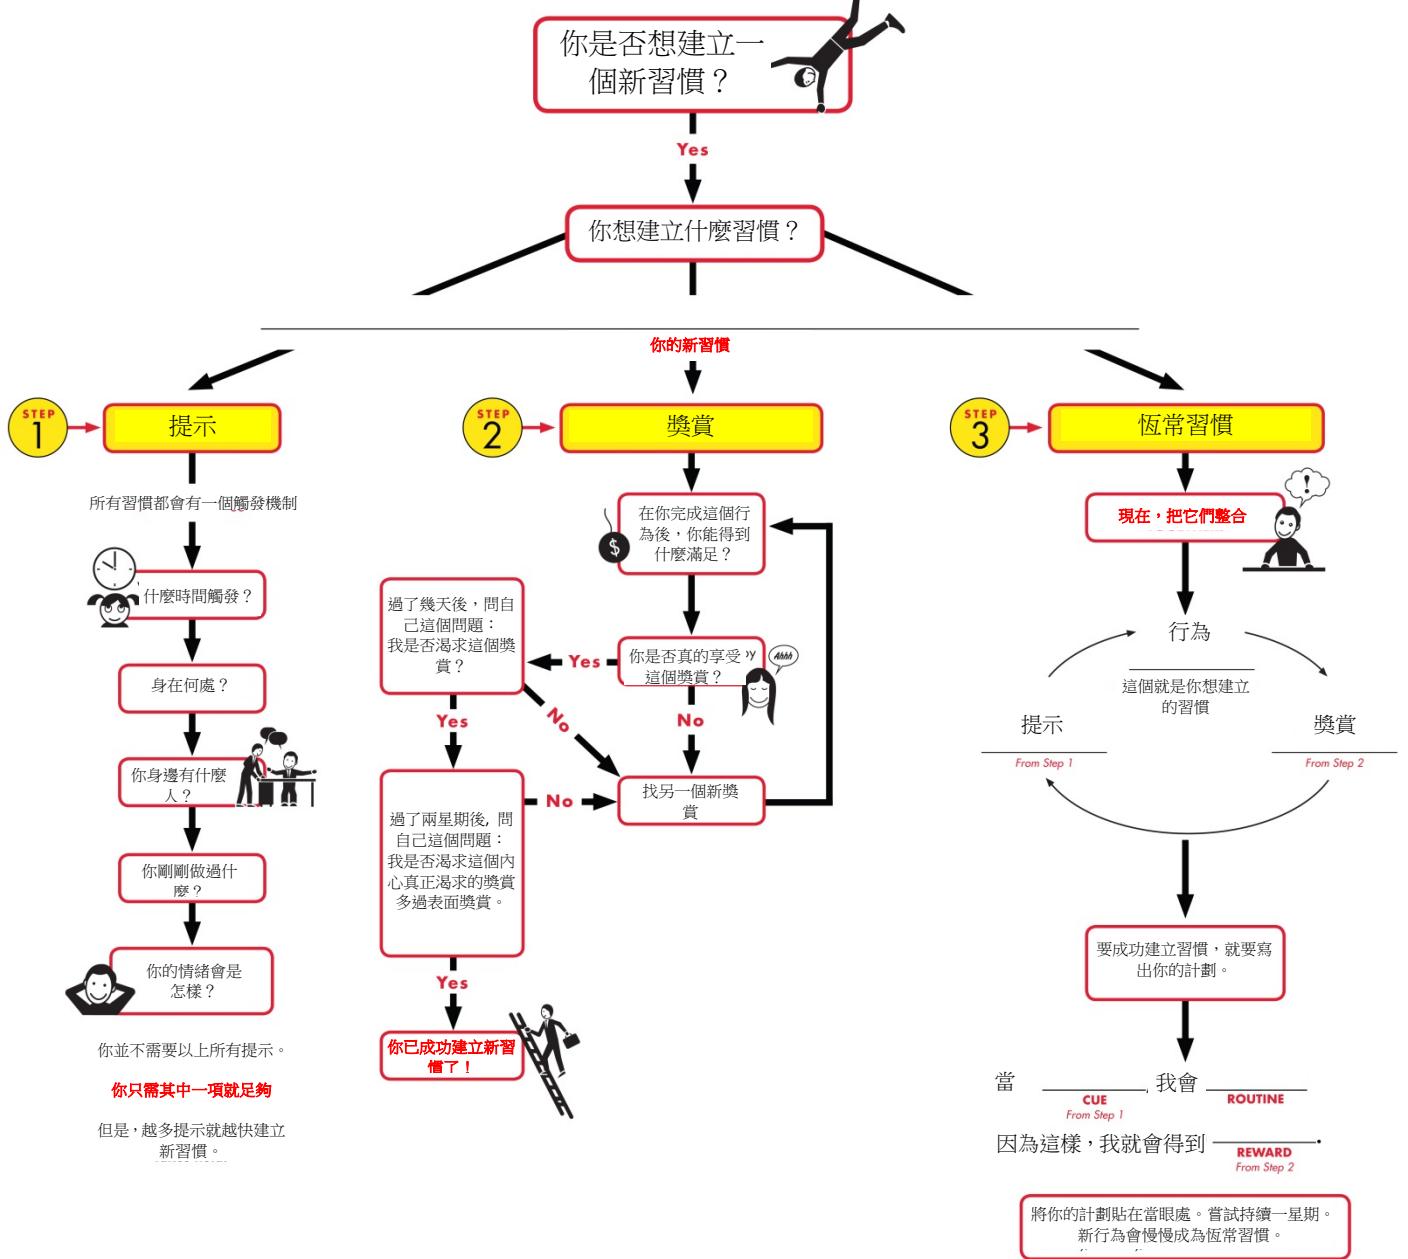 你是否想建立一
個新習慣？
Yes
你想建立什麼習慣？
你的新習慣
STEP
1
提示
所有習慣都會有一個觸發機制
什麼時間觸發？
身在何處？
你身邊有什麼
人？
你剛剛做過什
麼？
你的情緒會是
怎樣？
你並不需要以上所有提示。
你只需其中一項就足夠
但是，越多提示就越快建立
新習慣。
STEP
2
獎賞
在你完成這個行
為後，你能得到
什麼滿足？
$
你是否真的享受
這個獎賞？
Ahhh
Yes
No
過了幾天後，問自
己這個問題：
我是否渴求這個獎
賞？
Yes
No
找另一個新獎
賞
過了兩星期後, 問
自己這個問題：
我是否渴求這個內
心真正渴求的獎賞
多過表面獎賞。
No
Yes
你已成功建立新習
慣了！
STEP
3
恆常習慣
現在，把它們整合
!
行為
這個就是你想建立
的習慣
提示
From Step 1
獎賞
From Step 2
要成功建立習慣，就要寫
出你的計劃。
當 ，我會
CUE
From Step 1
ROUTINE
因為這樣，我就會得到 .
REWARD
From Step 2
將你的計劃貼在當眼處。嘗試持續一星期。
新行為會慢慢成為恆常習慣。